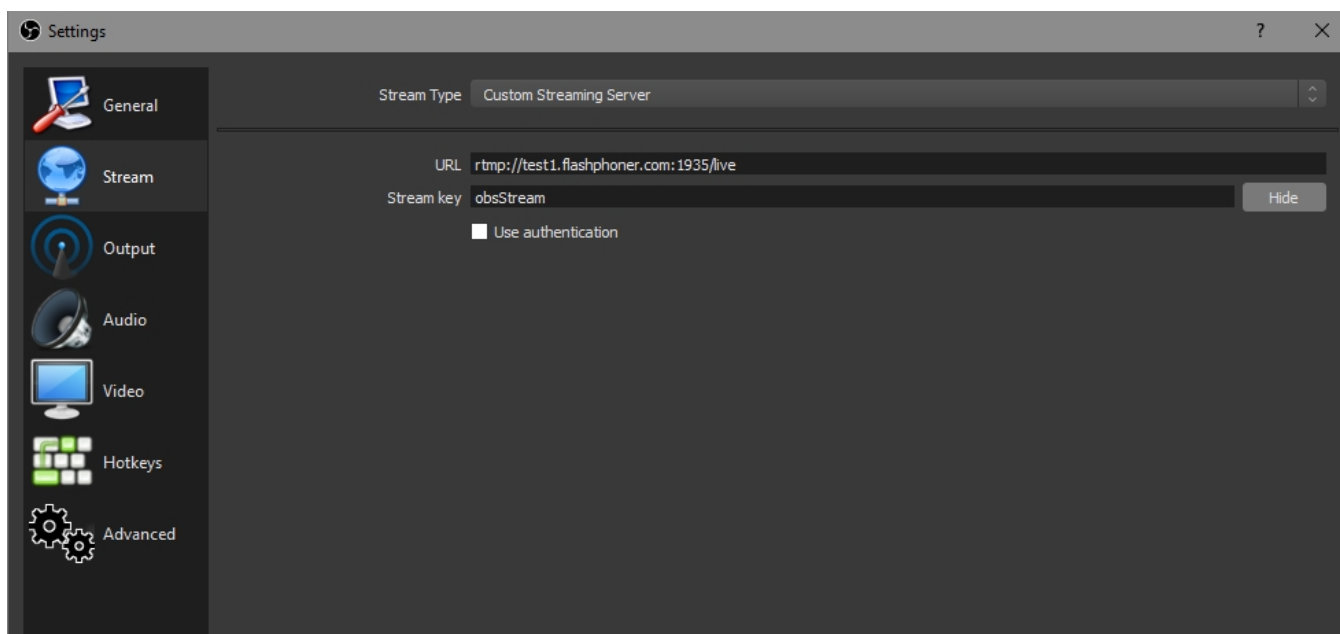 Settings
?
General
Stream
Output
Audio
Video
Hotkeys
Advanced
Stream Type Custom Streaming Server
URL rtmp://test1.flashphoner.com:1935/live
Stream key obsStream Hide
Use authentication